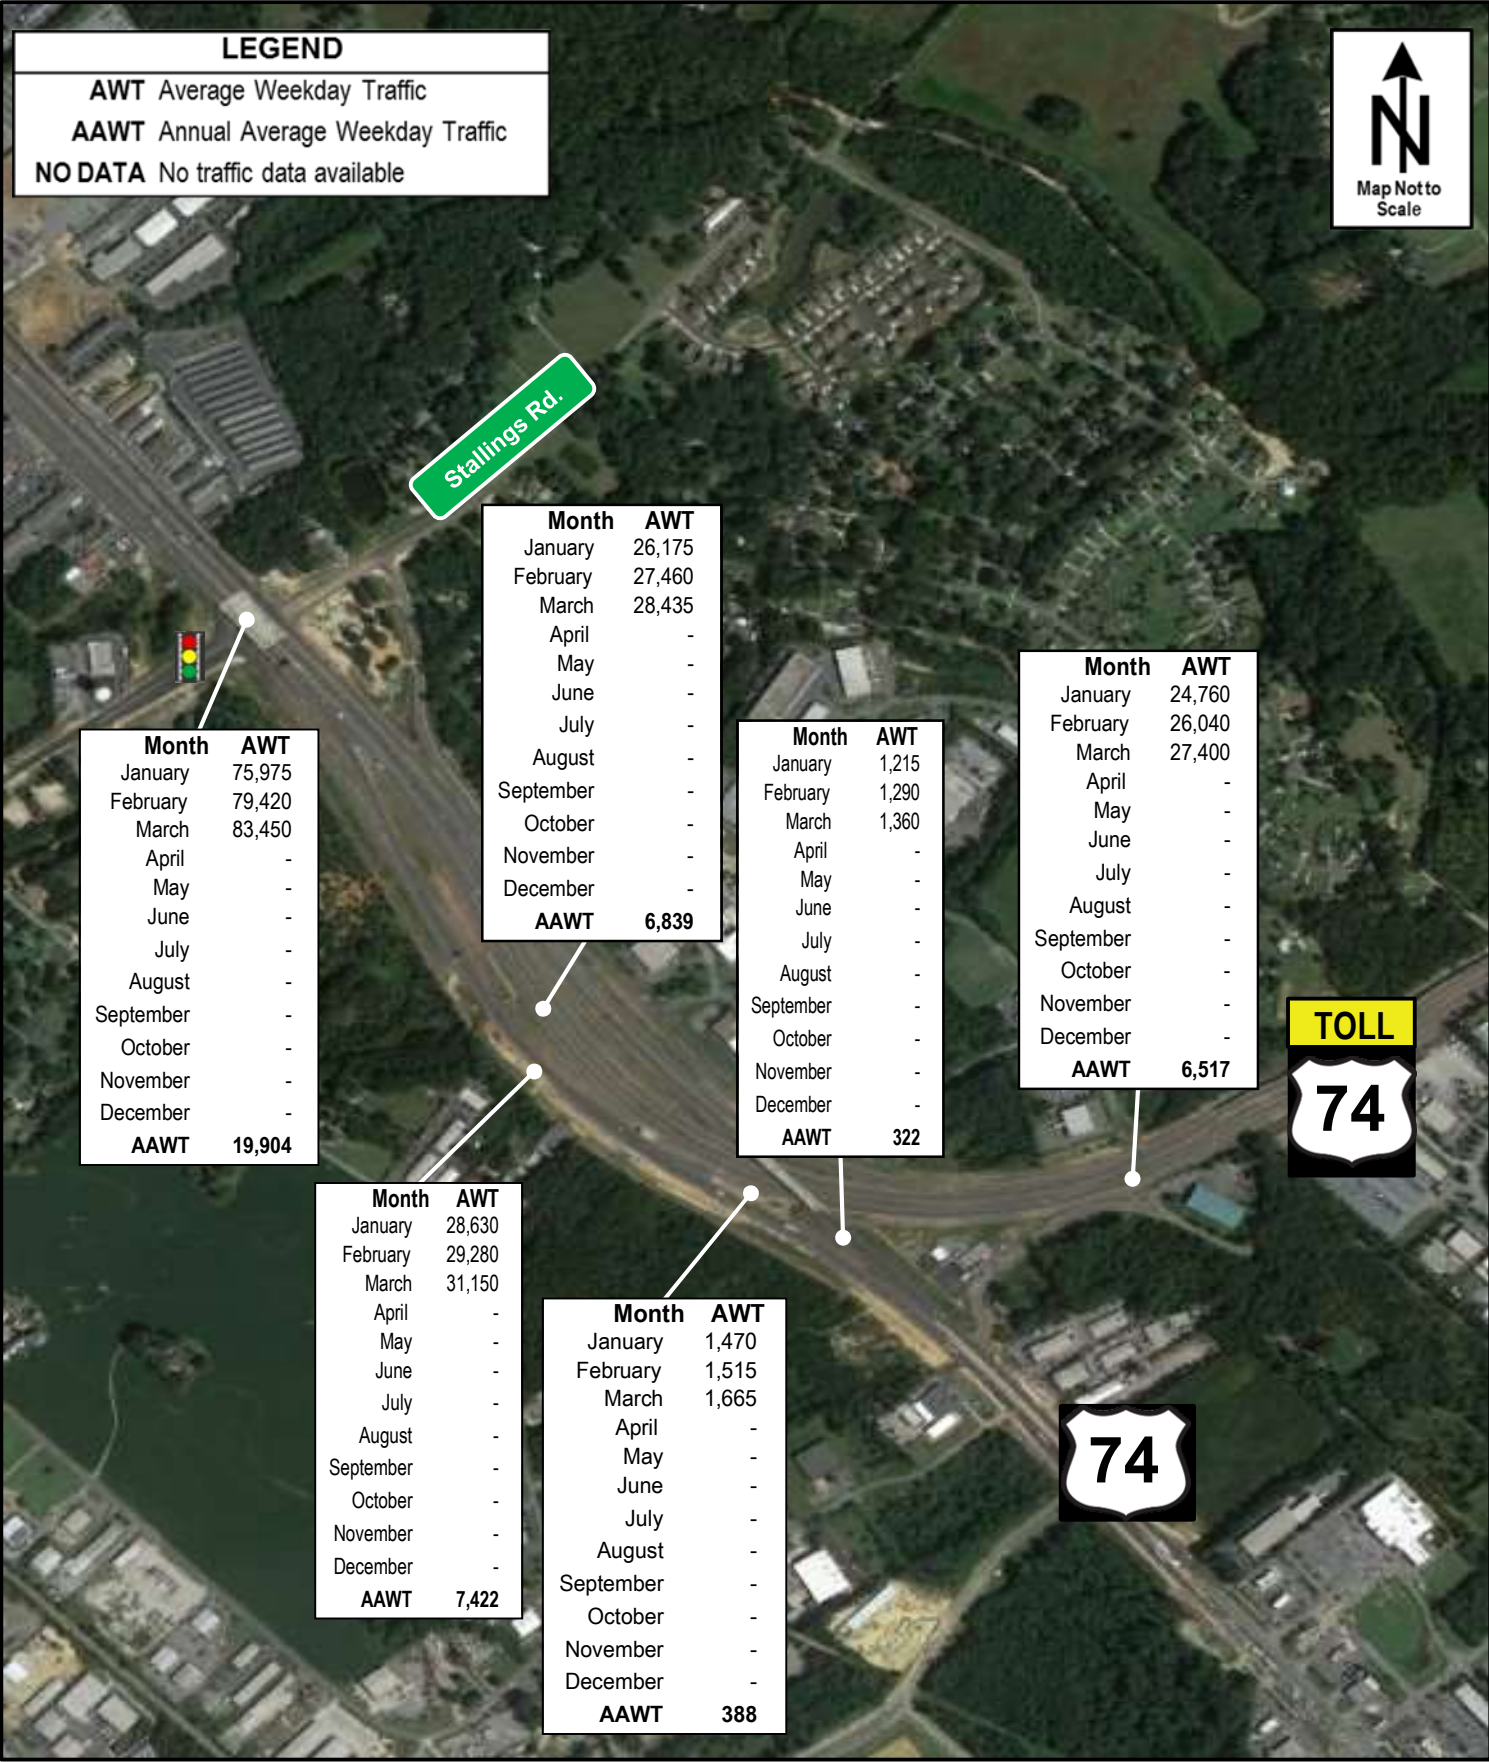 LEGEND
AWT Average Weekday Traffic
AAWT Annual Average Weekday Traffic
NO DATA No traffic data available
N
Map Not to
Scale
Stallings Rd.
Month AWT
January 26,175
February 27,460
March 28,435
April -
May -
June -
July -
August -
September -
October -
November -
December -
AAWT 6,839
Month AWT
January 24,760
February 26,040
March 27,400
April -
May -
June -
July -
August -
September -
October -
November -
December -
AAWT 6,517
Month AWT
January 1,215
February 1,290
March 1,360
April -
May -
June -
July -
August -
September -
October -
November -
December -
AAWT 322
Month AWT
January 75,975
February 79,420
March 83,450
April -
May -
June -
July -
August -
September -
October -
November -
December -
AAWT 19,904
TOLL
74
Month AWT
January 28,630
February 29,280
March 31,150
April -
May -
June -
July -
August -
September -
October -
November -
December -
AAWT 7,422
Month AWT
January 1,470
February 1,515
March 1,665
April -
May -
June -
July -
August -
September -
October -
November -
December -
AAWT 388
74